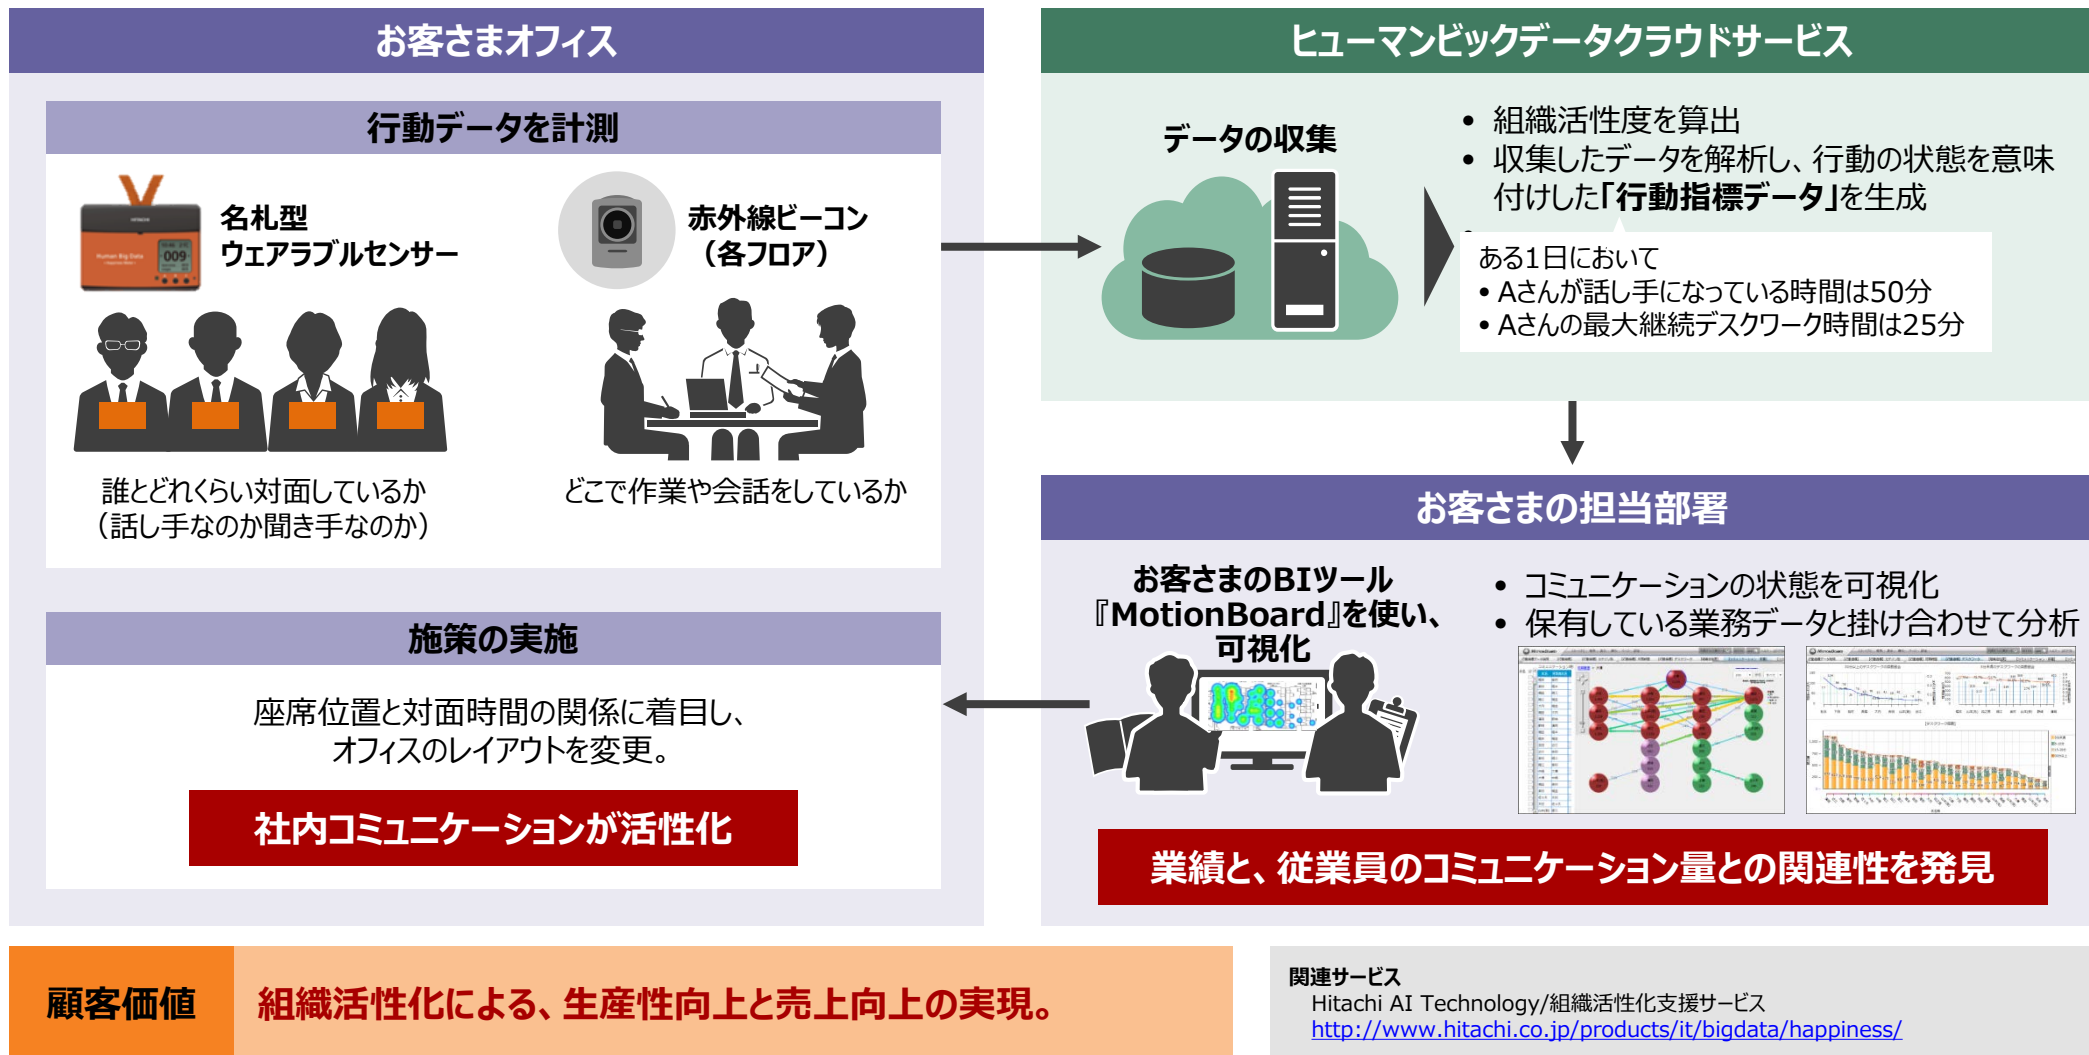 お客さまオフィス
行動データを計測
HITACHI
Human Big Data
009
名札型
ウェアラブルセンサー
赤外線ビーコン
（各フロア）
誰とどれくらい対面しているか
（話し手なのか聞き手なのか）
どこで作業や会話をしているか
施策の実施
座席位置と対面時間の関係に着目し、
オフィスのレイアウトを変更。
社内コミュニケーションが活性化
ヒューマンビックデータクラウドサービス
データの収集
• 組織活性度を算出
• 収集したデータを解析し、行動の状態を意味
付けした「行動指標データ」を生成
ある1日において
• Aさんが話し手になっている時間は50分
• Aさんの最大継続デスクワーク時間は25分
お客さまの担当部署
お客さまのBIツール
『MotionBoard』を使い、
可視化
• コミュニケーションの状態を可視化
• 保有している業務データと掛け合わせて分析
業績と、従業員のコミュニケーション量との関連性を発見
顧客価値
組織活性化による、生産性向上と売上向上の実現。
関連サービス
Hitachi AI Technology/組織活性化支援サービス
http://www.hitachi.co.jp/products/it/bigdata/happiness/